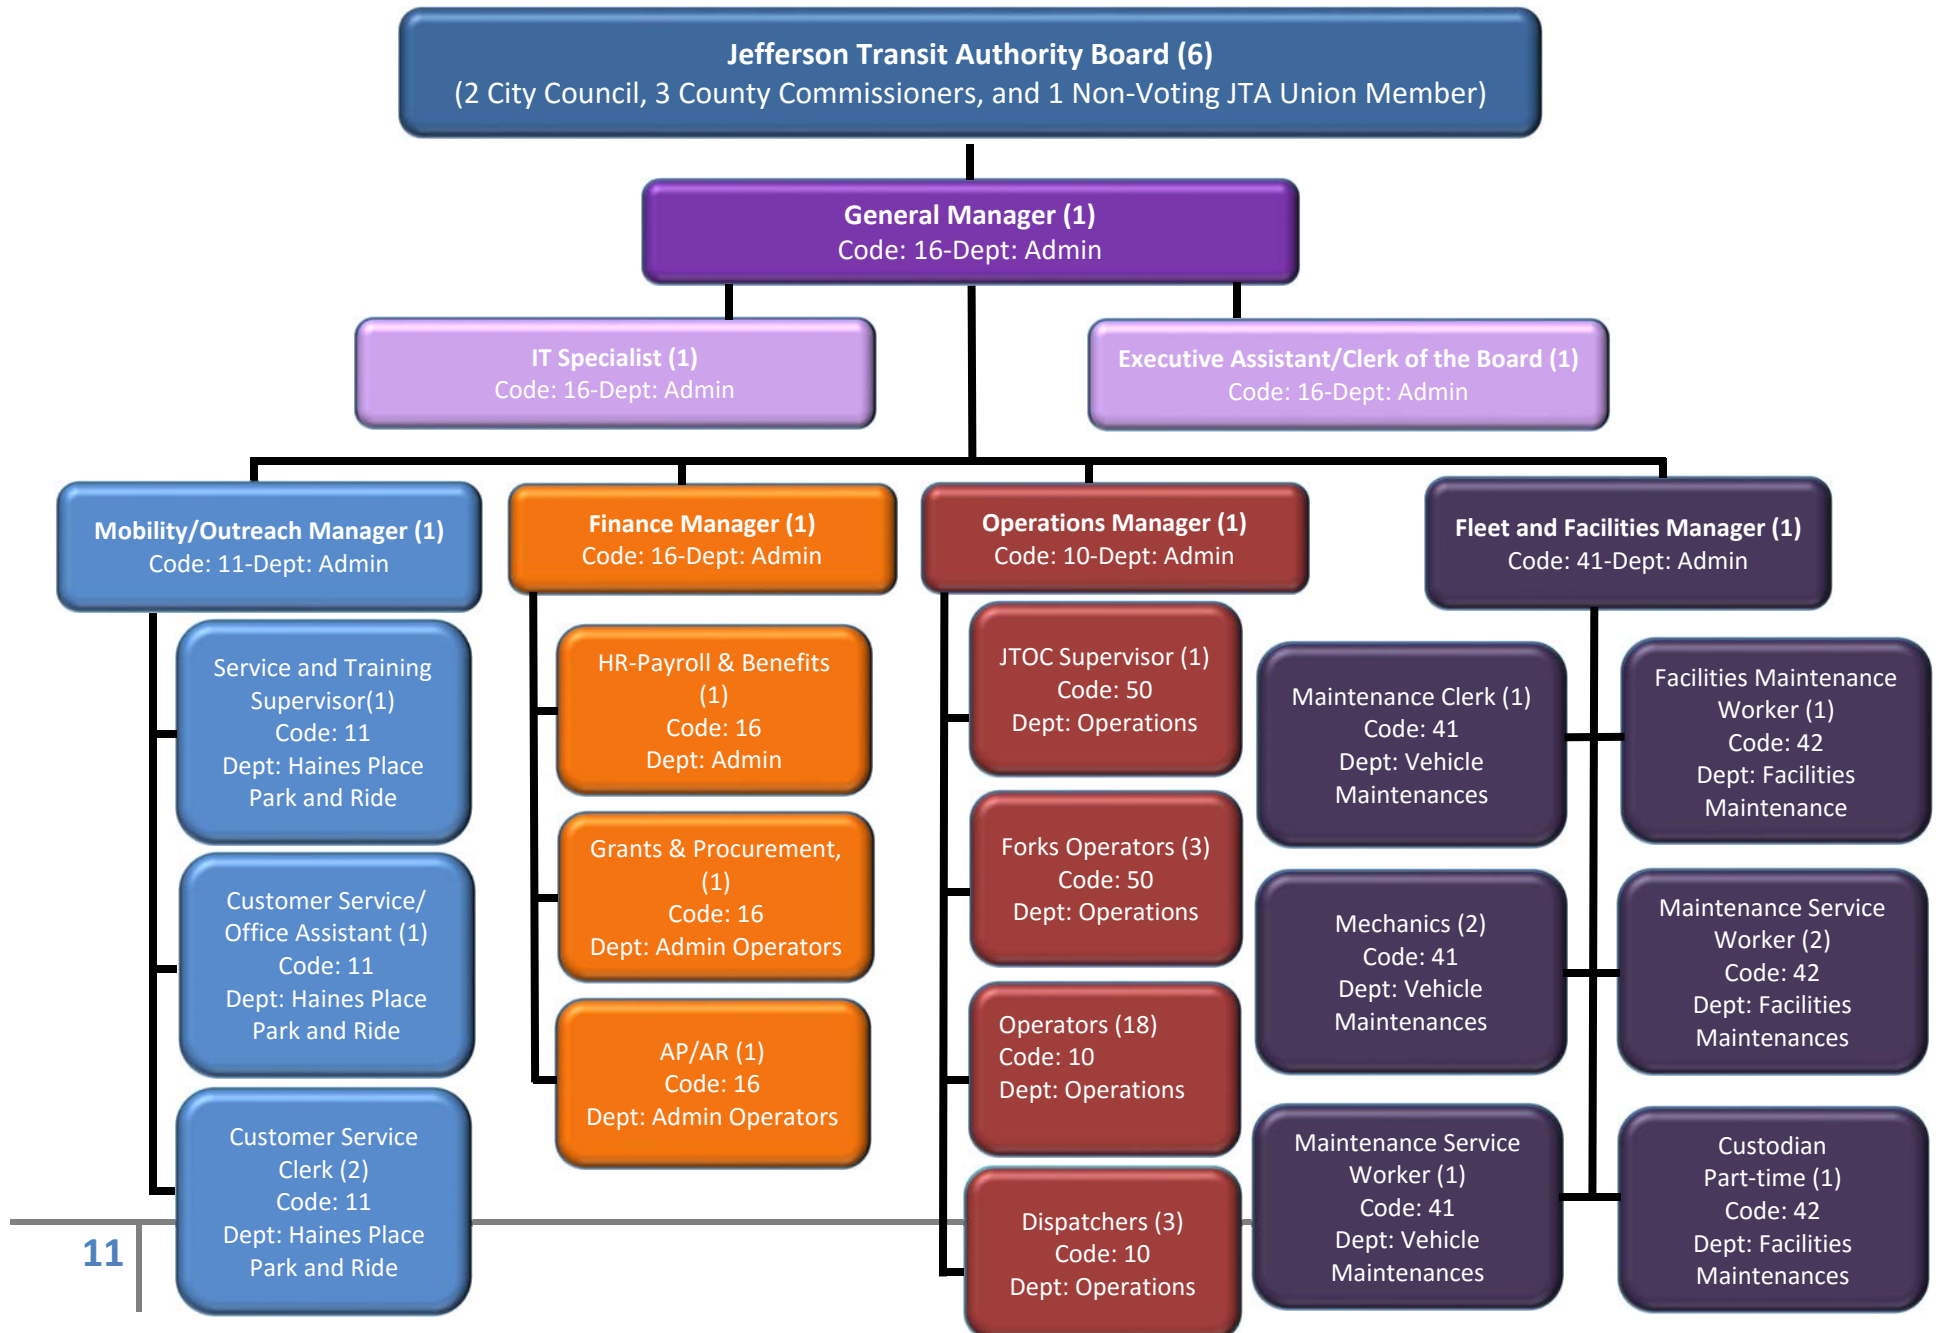 Jefferson Transit Authority Board (6)
(2 City Council, 3 County Commissioners, and 1 Non-Voting JTA Union Member)
General Manager (1)
Code: 16-Dept: Admin
IT Specialist (1)
Code: 16-Dept: Admin
Executive Assistant/Clerk of the Board (1)
Code: 16-Dept: Admin
Mobility/Outreach Manager (1)
Code: 11-Dept: Admin
Service and Training
Supervisor(1)
Code: 11
Dept: Haines Place
Park and Ride
Customer Service/
Office Assistant (1)
Code: 11
Dept: Haines Place
Park and Ride
Customer Service
Clerk (2)
Code: 11
Dept: Haines Place
Park and Ride
Finance Manager (1)
Code: 16-Dept: Admin
HR-Payroll & Benefits
(1)
Code: 16
Dept: Admin
Grants & Procurement,
(1)
Code: 16
Dept: Admin Operators
AP/AR (1)
Code: 16
Dept: Admin Operators
Operations Manager (1)
Code: 10-Dept: Admin
JTOC Supervisor (1)
Code: 50
Dept: Operations
Forks Operators (3)
Code: 50
Dept: Operations
Operators (18)
Code: 10
Dept: Operations
Dispatchers (3)
Code: 10
Dept: Operations
Fleet and Facilities Manager (1)
Code: 41-Dept: Admin
Maintenance Clerk (1)
Code: 41
Dept: Vehicle
Maintenances
Mechanics (2)
Code: 41
Dept: Vehicle
Maintenances
Maintenance Service
Worker (1)
Code: 41
Dept: Vehicle
Maintenances
Facilities Maintenance
Worker (1)
Code: 42
Dept: Facilities
Maintenance
Maintenance Service
Worker (2)
Code: 42
Dept: Facilities
Maintenances
Custodian
Part-time (1)
Code: 42
Dept: Facilities
Maintenances
11